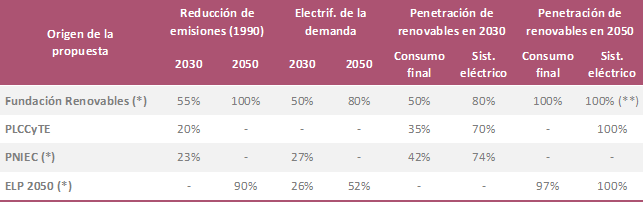 Origen de la propuesta | Reducción de emisiones (1990) | Electrif. de la demanda | Penetración de renovables en 2030 | Penetración de renovables en 2050
2030 | 2050 | 2030 | 2050 | Consumo final | Sist. eléctrico | Consumo final | Sist. eléctrico
Fundación Renovables (*) | 55% | 100% | 50% | 80% | 50% | 80% | 100% | 100% (**)
PLCCyTE | 20% | - | - | - | 35% | 70% | - | 100%
PNIEC (*) | 23% | - | 27% | - | 42% | 74% | - | -
ELP 2050 (*) | - | 90% | 26% | 52% | - | - | 97% | 100%